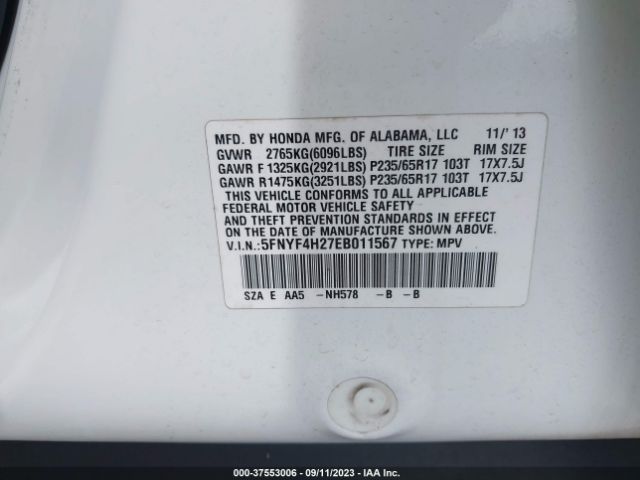 MFD. BY HONDA MFG. OF ALABAMA, LLC 11/'13
GVWR 2765KG(6096LBS) TIRE SIZE RIM SIZE
GAWR F1325KG(2921LBS) P235/65R17 103T 17X7.5J
GAWR R1475KG(3251LBS) P235/65R17 103T 17X7.5J
THIS VEHICLE CONFORMS TO ALL APPLICABLE
FEDERAL MOTOR VEHICLE SAFETY
AND THEFT PREVENTION STANDARDS IN EFFECT
ON THE DATE OF MANUFACTURE SHOWN ABOVE.
V.I.N.:5FNYF4H27EB011567 TYPE: MPV
SZA E AA5 -NH578 -B -B
000-37553006 - 09/11/2023 - IAA Inc.